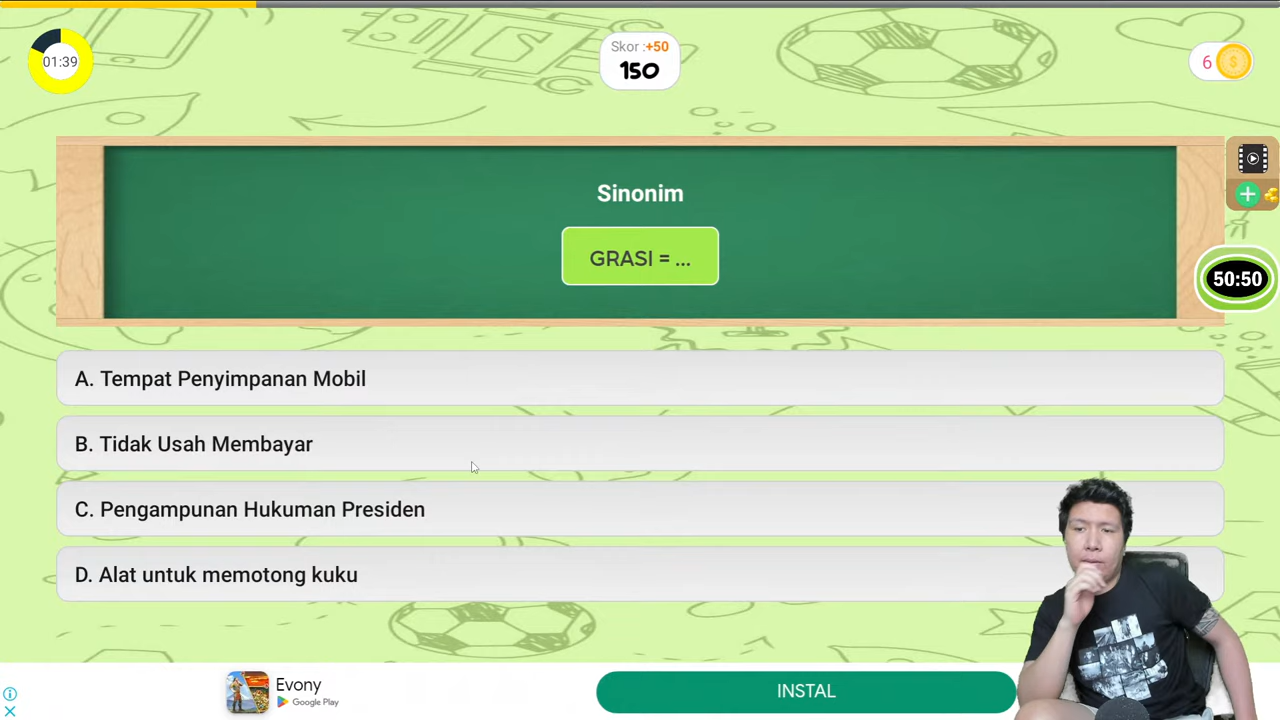 01:39
Skor :+50
150
6
Sinonim
GRASI = ...
50:50
A. Tempat Penyimpanan Mobil
B. Tidak Usah Membayar
C. Pengampunan Hukuman Presiden
D. Alat untuk memotong kuku
Evony
Google Play
INSTAL